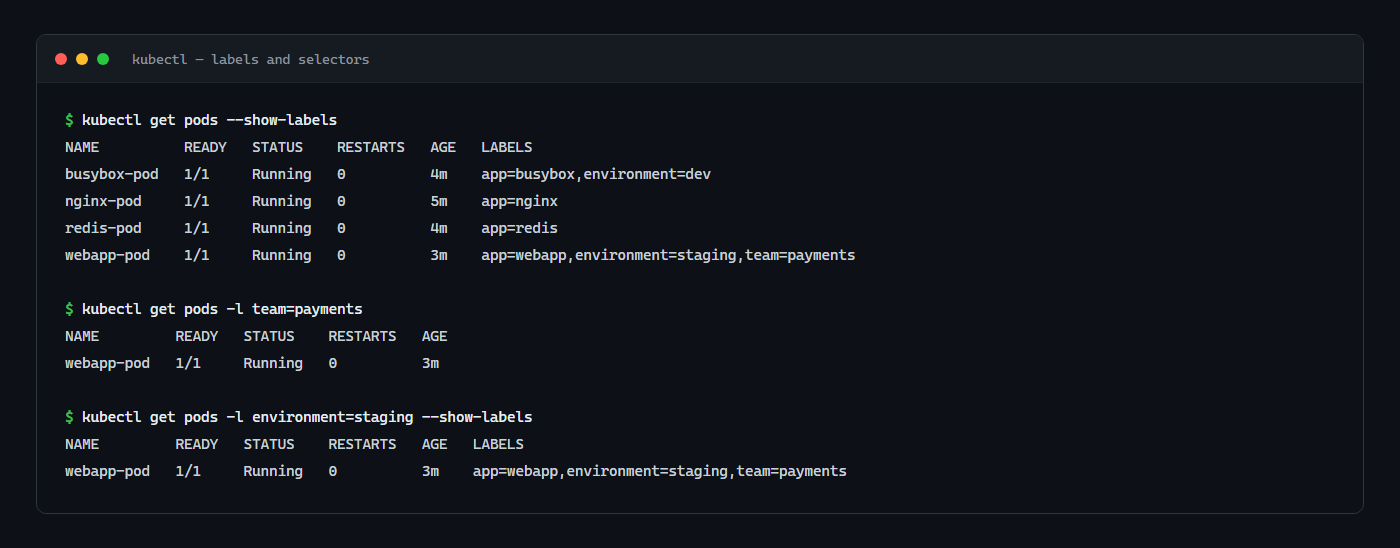 kubectl — labels and selectors
$ kubectl get pods --show-labels
NAME          READY   STATUS    RESTARTS   AGE   LABELS
busybox-pod   1/1     Running   0          4m    app=busybox,environment=dev
nginx-pod     1/1     Running   0          5m    app=nginx
redis-pod     1/1     Running   0          4m    app=redis
webapp-pod    1/1     Running   0          3m    app=webapp,environment=staging,team=payments
$ kubectl get pods -l team=payments
NAME         READY   STATUS    RESTARTS   AGE
webapp-pod   1/1     Running   0          3m
$ kubectl get pods -l environment=staging --show-labels
NAME         READY   STATUS    RESTARTS   AGE   LABELS
webapp-pod   1/1     Running   0          3m    app=webapp,environment=staging,team=payments